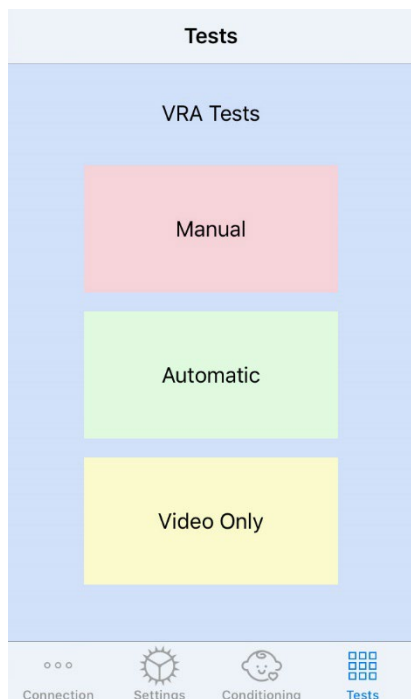 Tests
VRA Tests
Manual
Automatic
Video Only
Connection Settings Conditioning Tests